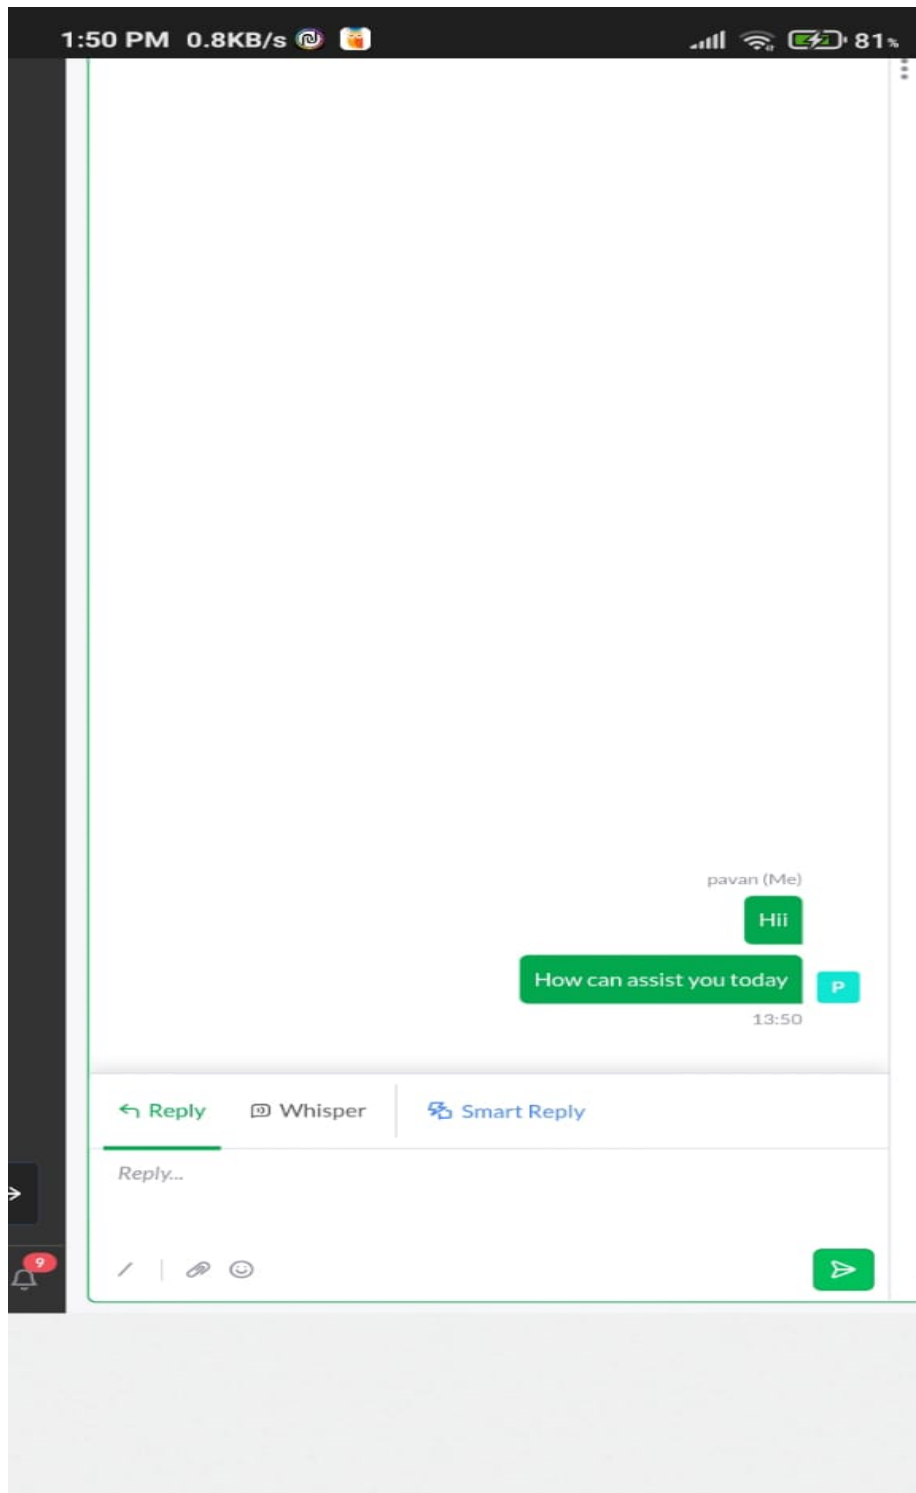 1:50 PM 0.8KB/s 81%
pavan (Me)
Hii
How can assist you today
P
13:50
Reply Whisper Smart Reply
Reply...
9